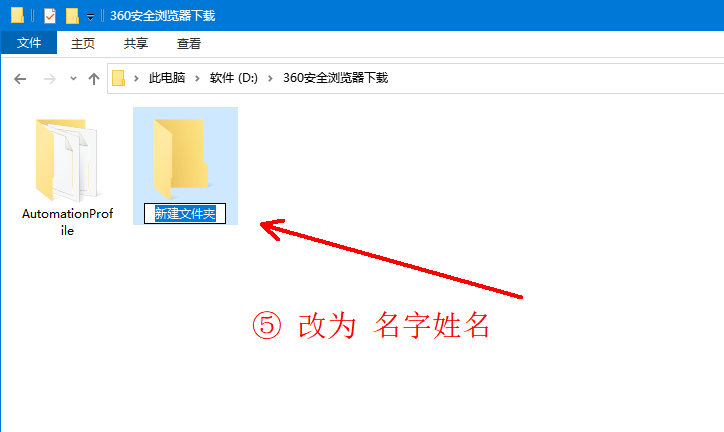 360安全浏览器下载
文件 主页 共享 查看
此电脑 软件 (D:) 360安全浏览器下载
AutomationProf
ile
新建文件夹
⑤ 改为 名字姓名